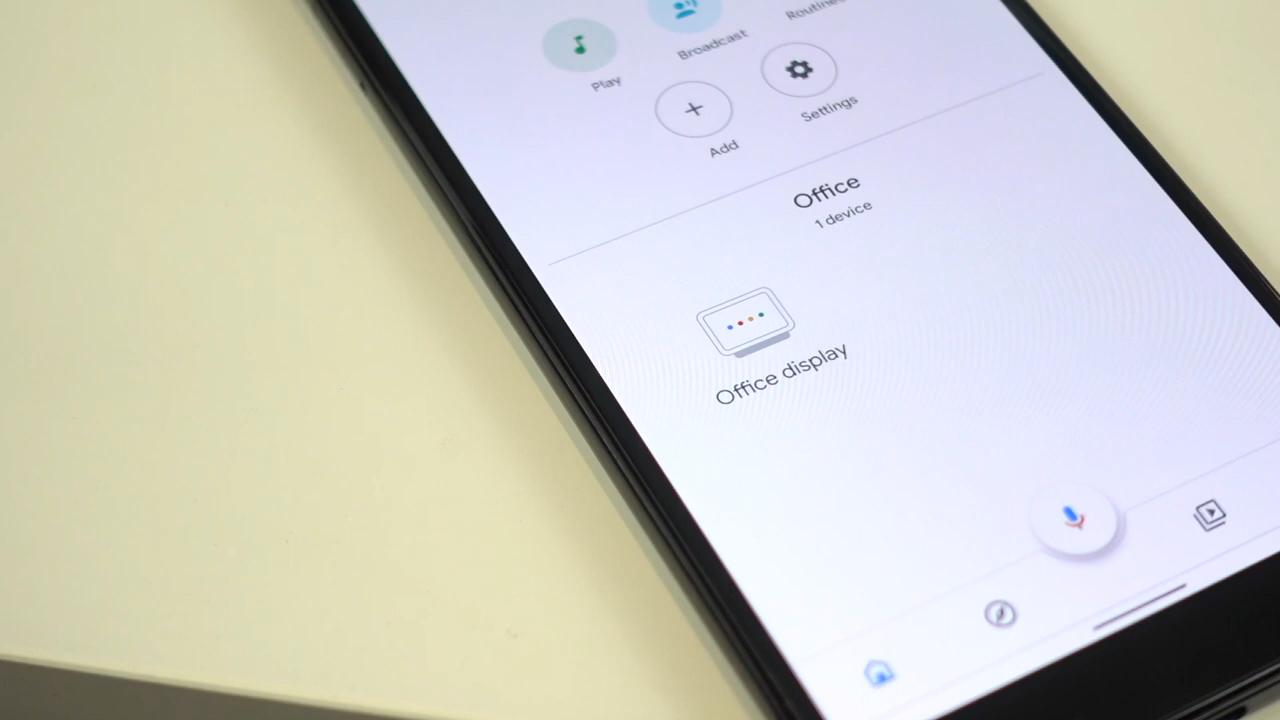 Routines
Broadcast
Play
Settings
Add
Office
1 device
Office display